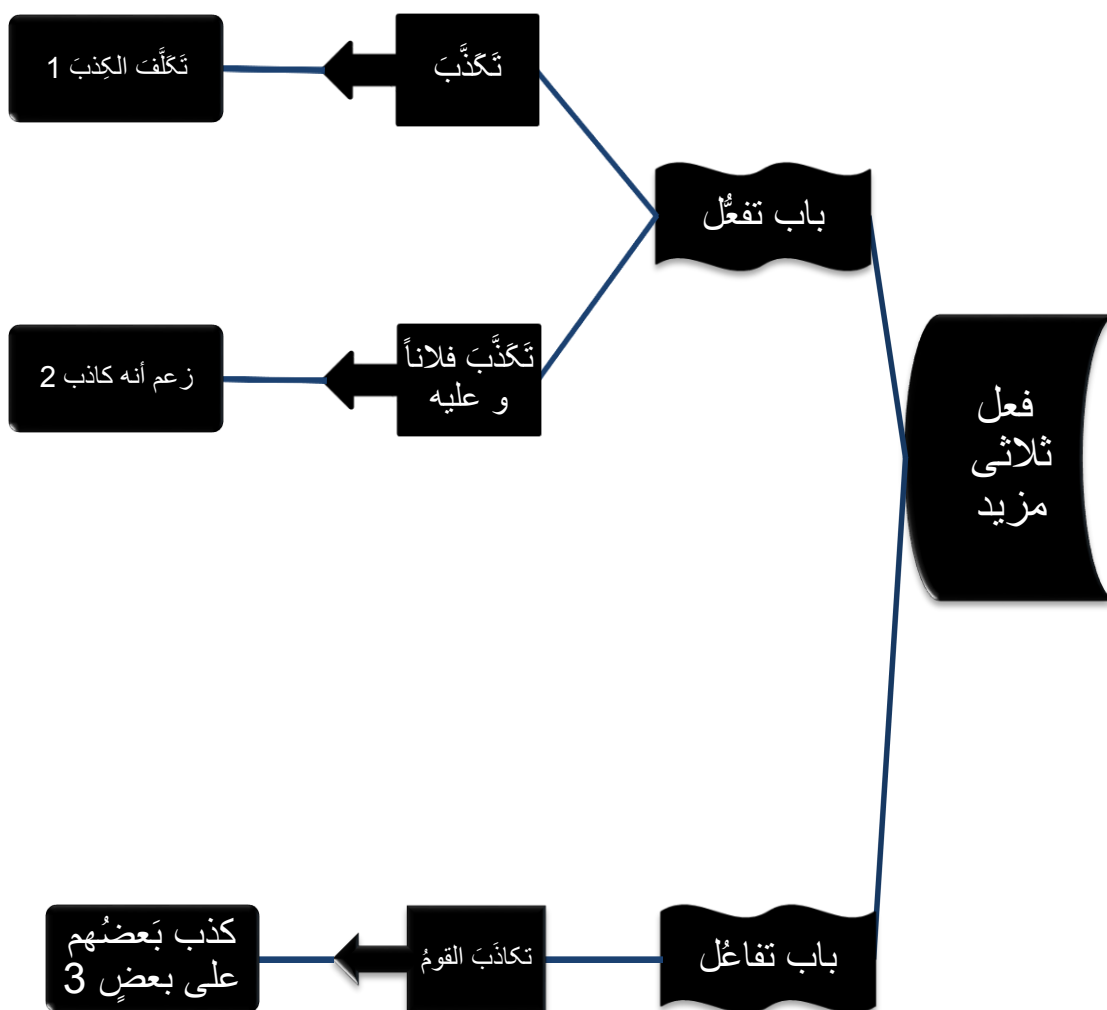 فعل
ثلاثى
مزيد
باب تفعُّل
تَكَذَّبَ
تَكَلَّفَ الكِذبَ 1
تَكَذَّبَ فلاناً
و عليه
زعم أنه كاذب 2
باب تفاعُل
تكاذَبَ القومُ
كذب بَعضُهم
على بعضٍ 3